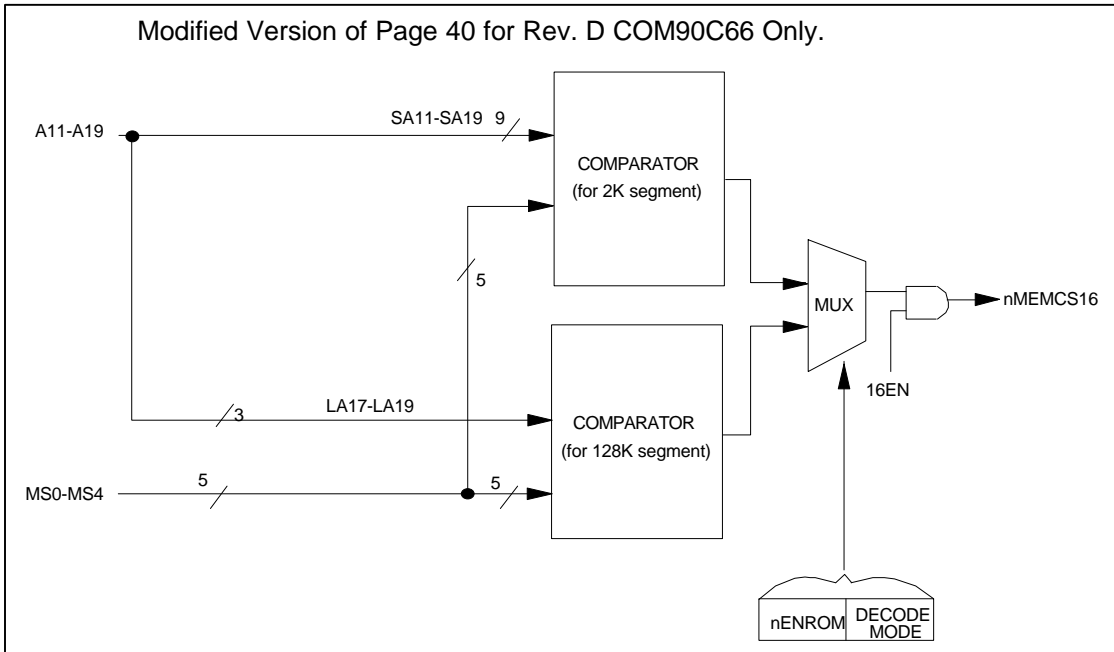 Modified Version of Page 40 for Rev. D COM90C66 Only.
A11-A19
SA11-SA19 9
COMPARATOR
(for 2K segment)
5
MUX
nMEMCS16
16EN
3
LA17-LA19
COMPARATOR
(for 128K segment)
MS0-MS4
5
5
nENROM
DECODE
MODE